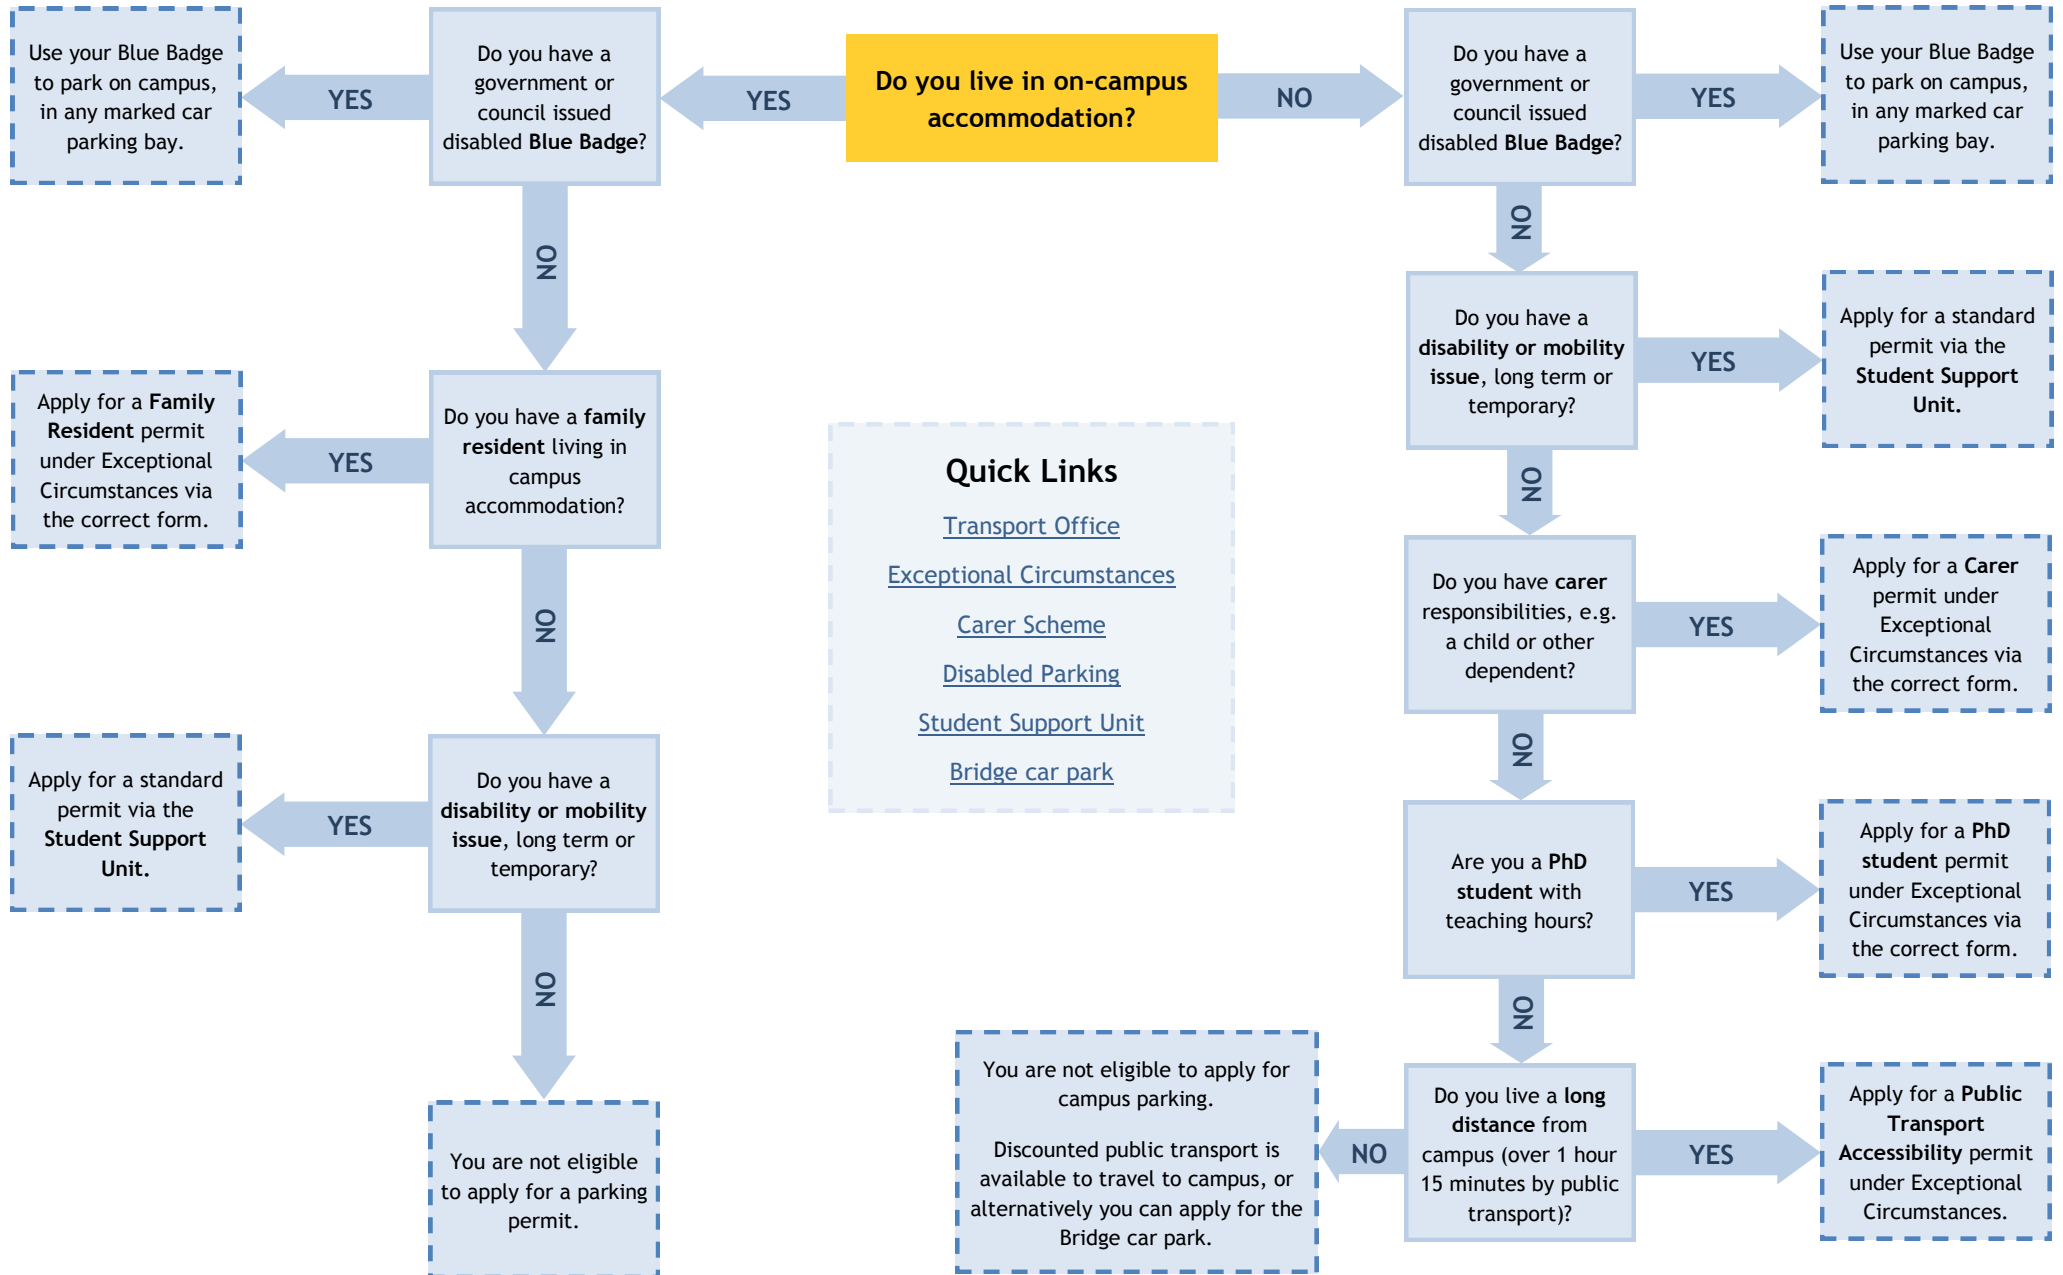 Do you live in on-campus
accommodation?
YES
Do you have a
government or
council issued
disabled Blue Badge?
YES
Use your Blue Badge
to park on campus,
in any marked car
parking bay.
NO
Do you have a family
resident living in
campus
accommodation?
YES
Apply for a Family
Resident permit
under Exceptional
Circumstances via
the correct form.
NO
Do you have a
disability or mobility
issue, long term or
temporary?
YES
Apply for a standard
permit via the
Student Support
Unit.
NO
You are not eligible
to apply for a parking
permit.
Quick Links
Transport Office
Exceptional Circumstances
Carer Scheme
Disabled Parking
Student Support Unit
Bridge car park
NO
Do you have a
government or
council issued
disabled Blue Badge?
YES
Use your Blue Badge
to park on campus,
in any marked car
parking bay.
NO
Do you have a
disability or mobility
issue, long term or
temporary?
YES
Apply for a standard
permit via the
Student Support
Unit.
NO
Do you have carer
responsibilities, e.g.
a child or other
dependent?
YES
Apply for a Carer
permit under
Exceptional
Circumstances via
the correct form.
NO
Are you a PhD
student with
teaching hours?
YES
Apply for a PhD
student permit
under Exceptional
Circumstances via
the correct form.
NO
Do you live a long
distance from
campus (over 1 hour
15 minutes by public
transport)?
YES
Apply for a Public
Transport
Accessibility permit
under Exceptional
Circumstances.
NO
You are not eligible to apply for
campus parking.
Discounted public transport is
available to travel to campus, or
alternatively you can apply for the
Bridge car park.